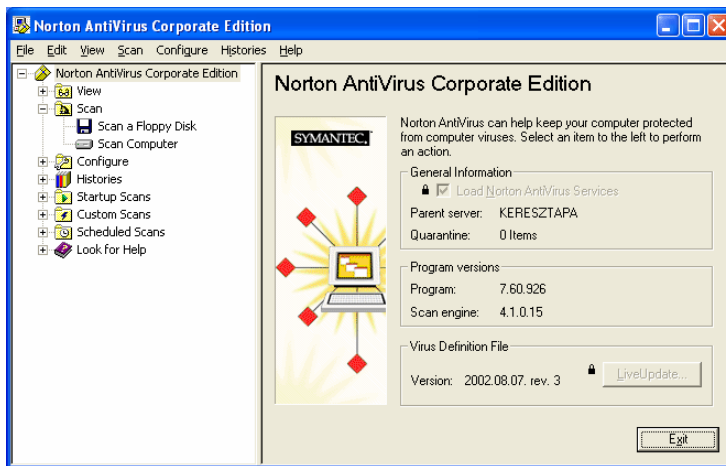 Norton AntiVirus Corporate Edition
File Edit View Scan Configure Histories Help
Norton AntiVirus Corporate Edition
View
Scan
Scan a Floppy Disk
Scan Computer
Configure
Histories
Startup Scans
Custom Scans
Scheduled Scans
Look for Help
Norton AntiVirus Corporate Edition
SYMANTEC.
Norton AntiVirus can help keep your computer protected
from computer viruses. Select an item to the left to perform
an action.
General Information
Load Norton AntiVirus Services
Parent server: KERESZTAPA
Quarantine: 0 Items
Program versions
Program: 7.60.926
Scan engine: 4.1.0.15
Virus Definition File
Version: 2002.08.07. rev. 3
LiveUpdate...
Exit